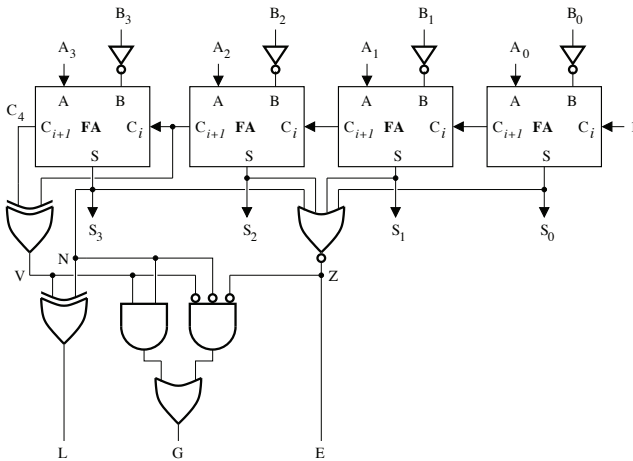 B3 B2 B1 B0
A3 A2 A1 A0
C4
A B A B A B A B
Ci+1 FA Ci Ci+1 FA Ci Ci+1 FA Ci Ci+1 FA Ci
S S S S
S3 S2 S1 S0
N
V Z
L G E